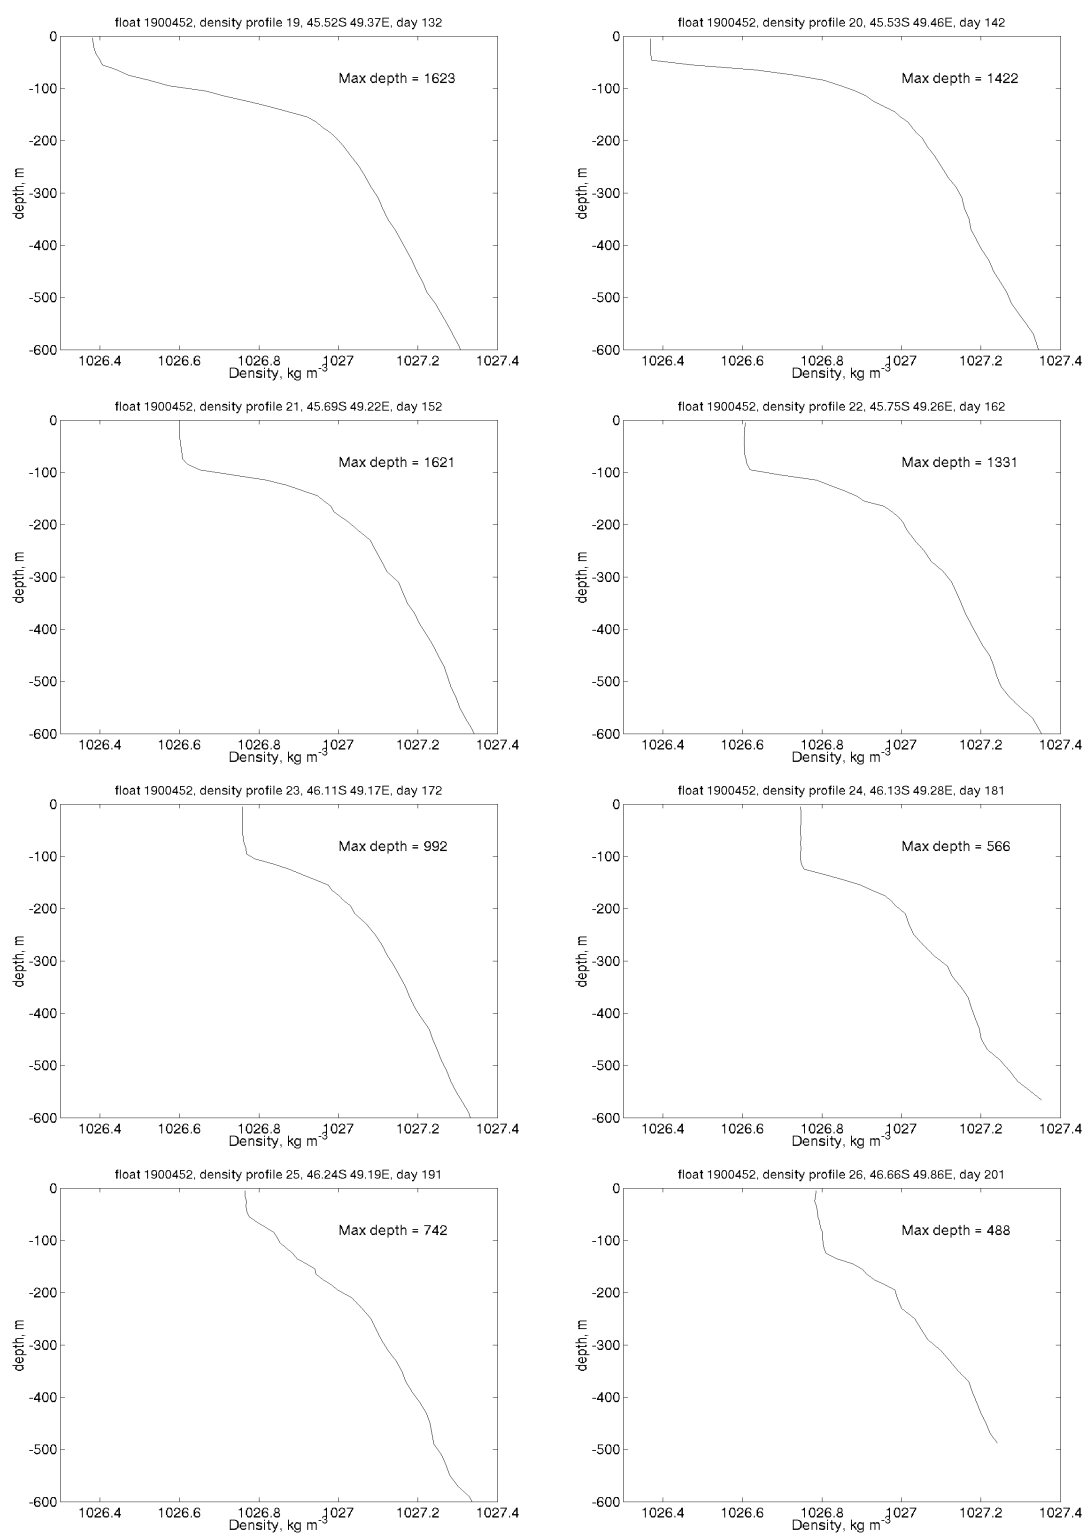 float 1900452, density profile 19, 45.52S 49.37E, day 132
0
-100
-200
-300
-400
-500
-600
depth, m
Max depth = 1623
1026.4 1026.6 1026.8 1027 1027.2 1027.4
Density, kg m-3
float 1900452, density profile 20, 45.53S 49.46E, day 142
0
-100
-200
-300
-400
-500
-600
depth, m
Max depth = 1422
1026.4 1026.6 1026.8 1027 1027.2 1027.4
Density, kg m-3
float 1900452, density profile 21, 45.69S 49.22E, day 152
0
-100
-200
-300
-400
-500
-600
depth, m
Max depth = 1621
1026.4 1026.6 1026.8 1027 1027.2 1027.4
Density, kg m-3
float 1900452, density profile 22, 45.75S 49.26E, day 162
0
-100
-200
-300
-400
-500
-600
depth, m
Max depth = 1331
1026.4 1026.6 1026.8 1027 1027.2 1027.4
Density, kg m-3
float 1900452, density profile 23, 46.11S 49.17E, day 172
0
-100
-200
-300
-400
-500
-600
depth, m
Max depth = 992
1026.4 1026.6 1026.8 1027 1027.2 1027.4
Density, kg m-3
float 1900452, density profile 24, 46.13S 49.28E, day 181
0
-100
-200
-300
-400
-500
-600
depth, m
Max depth = 566
1026.4 1026.6 1026.8 1027 1027.2 1027.4
Density, kg m-3
float 1900452, density profile 25, 46.24S 49.19E, day 191
0
-100
-200
-300
-400
-500
-600
depth, m
Max depth = 742
1026.4 1026.6 1026.8 1027 1027.2 1027.4
Density, kg m-3
float 1900452, density profile 26, 46.66S 49.86E, day 201
0
-100
-200
-300
-400
-500
-600
depth, m
Max depth = 488
1026.4 1026.6 1026.8 1027 1027.2 1027.4
Density, kg m-3